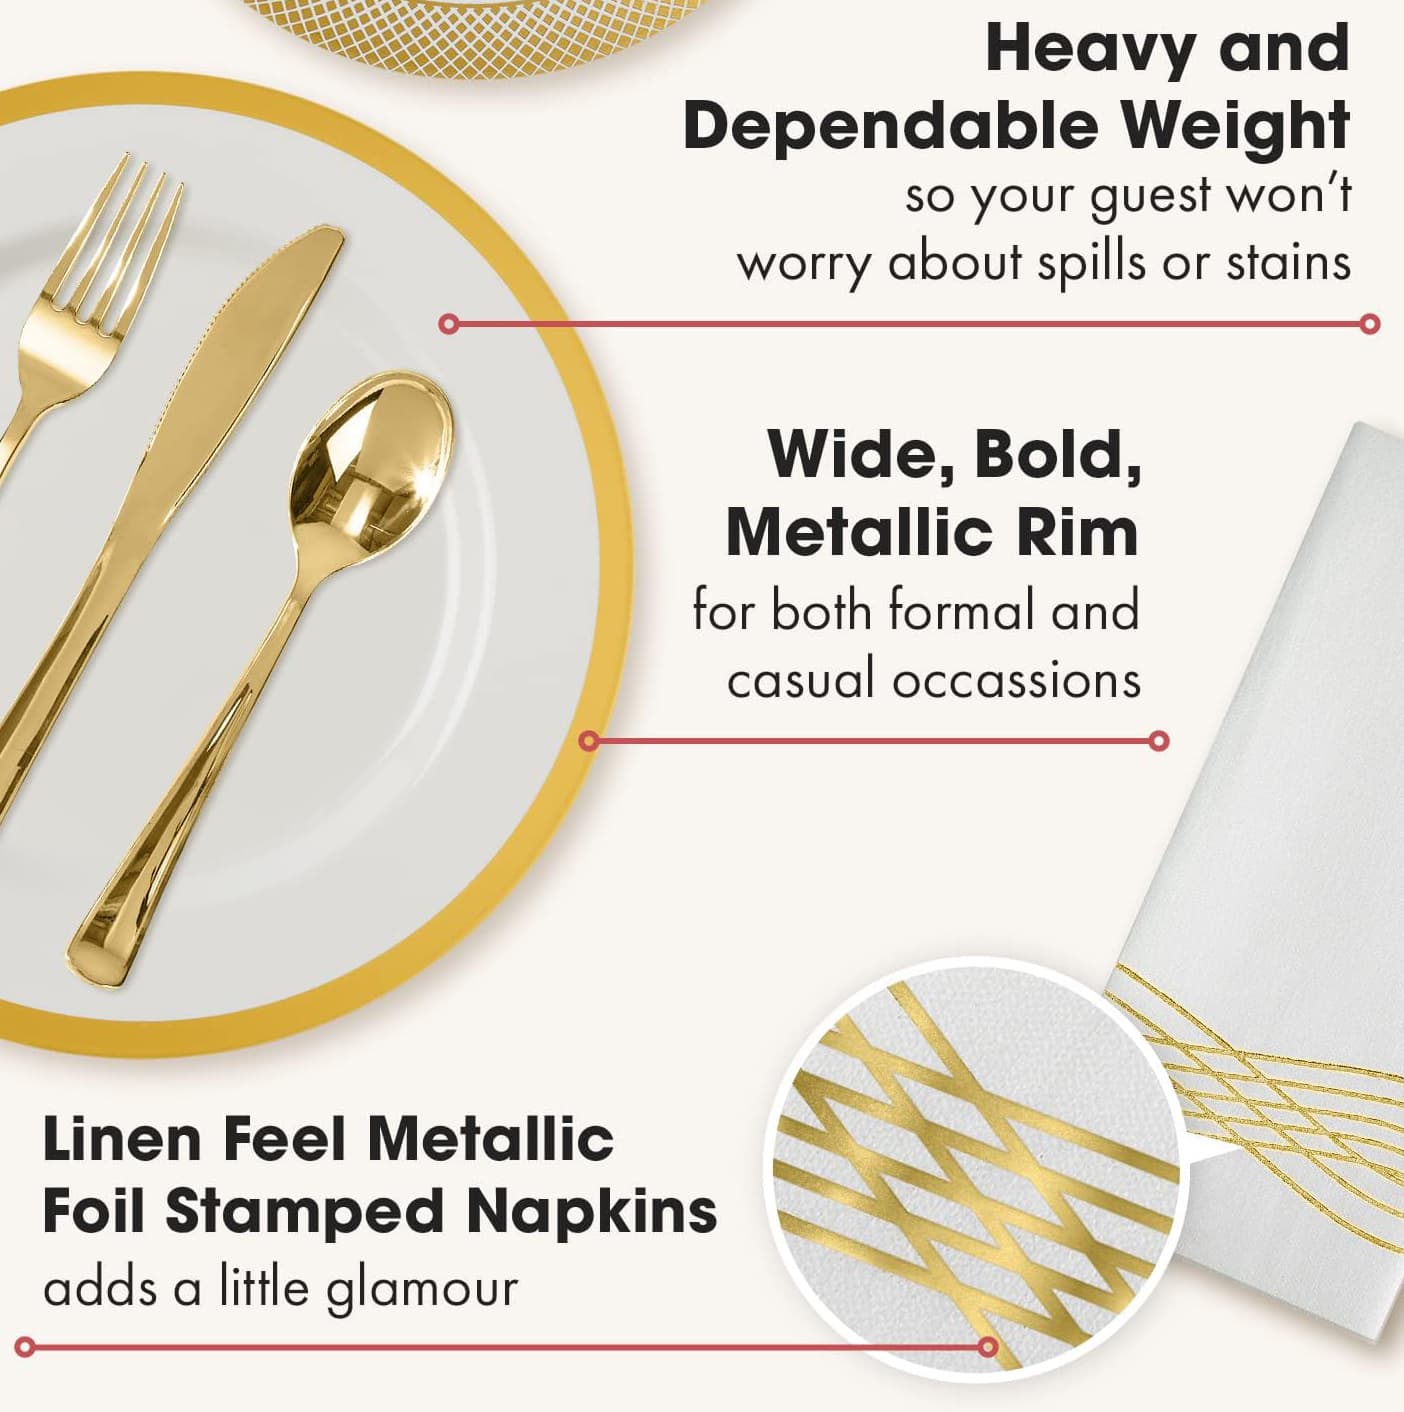 Heavy and
Dependable Weight
so your guest won't
worry about spills or stains
Wide, Bold,
Metallic Rim
for both formal and
casual occassions
Linen Feel Metallic
Foil Stamped Napkins
adds a little glamour